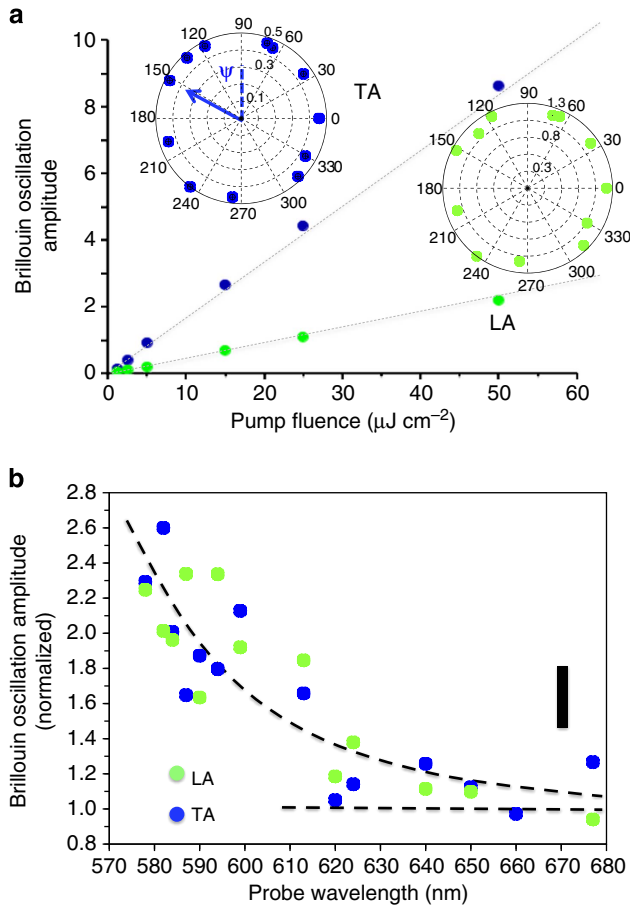 a
10
8
6
4
2
0
Brillouin oscillation
amplitude
0 10 20 30 40 50 60
Pump fluence (μJ cm⁻²)
TA
LA
90
120 0.5 60
150 ψ 0.3 30
0.1
180 0
210 330
240 300
270
90
120 1.3 60
150 0.8 30
0.3
180 0
210 330
240 300
270
b
2.8
2.6
2.4
2.2
2.0
1.8
1.6
1.4
1.2
1.0
0.8
Brillouin oscillation amplitude
(normalized)
LA
TA
570 580 590 600 610 620 630 640 650 660 670 680
Probe wavelength (nm)